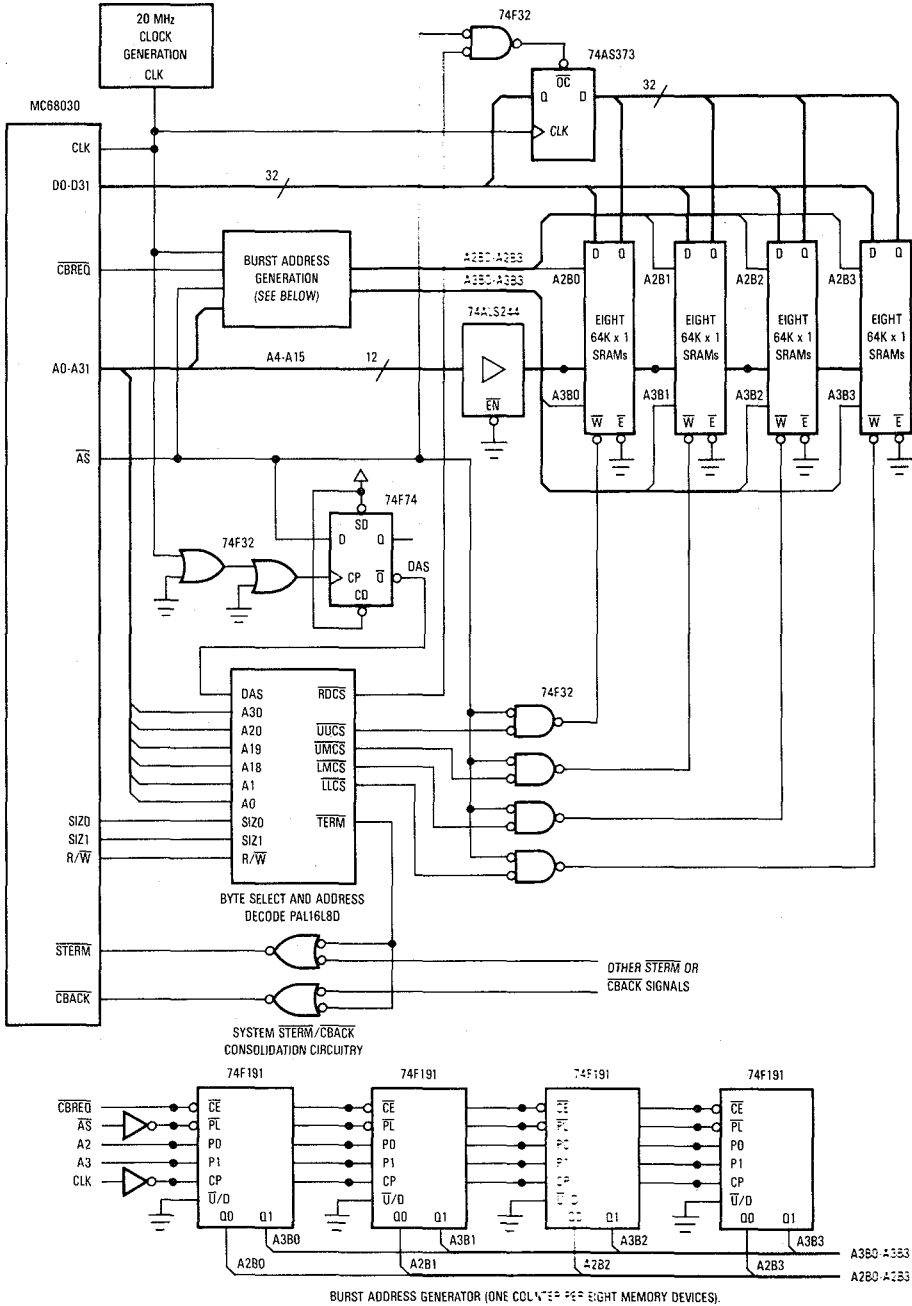 20 MHz
CLOCK
GENERATION
CLK
74F32
74AS373
OC
Q
D
CLK
32
MC68030
CLK
D0-D31
32
CBREQ
BURST ADDRESS
GENERATION
(SEE BELOW)
A2B0-A2B3
A3B0-A3B3
A2B0
A2B1
A2B2
A2B3
D Q
D Q
D Q
D Q
EIGHT
64K x 1
SRAMs
EIGHT
64K x 1
SRAMs
EIGHT
64K x 1
SRAMs
EIGHT
64K x 1
SRAMs
74ALS244
EN
A0-A31
A4-A15
12
A3B0
A3B1
A3B2
A3B3
W E
W E
W E
W E
AS
74F74
SD
D Q
CP Q
CD
DAS
74F32
DAS
A30
A20
A19
A18
A1
A0
SIZ0
SIZ1
R/W
RDCS
UUCS
UMCS
LMCS
LLCS
TERM
74F32
SIZ0
SIZ1
R/W
BYTE SELECT AND ADDRESS
DECODE PAL16L8D
STERM
CBACK
OTHER STERM OR
CBACK SIGNALS
SYSTEM STERM/CBACK
CONSOLIDATION CIRCUITRY
74F191
74F191
74F191
74F191
CBREQ
AS
A2
A3
CLK
CE
PL
P0
P1
CP
U/D
Q0 Q1
CE
PL
P0
P1
CP
U/D
Q0 Q1
CE
PL
P0
P1
CP
U/D
Q0 Q1
CE
PL
P0
P1
CP
U/D
Q0 Q1
A3B0
A3B1
A3B2
A3B3
A3B0-A3B3
A2B0
A2B1
A2B2
A2B3
A2B0-A2B3
BURST ADDRESS GENERATOR (ONE COUNTER PER EIGHT MEMORY DEVICES).